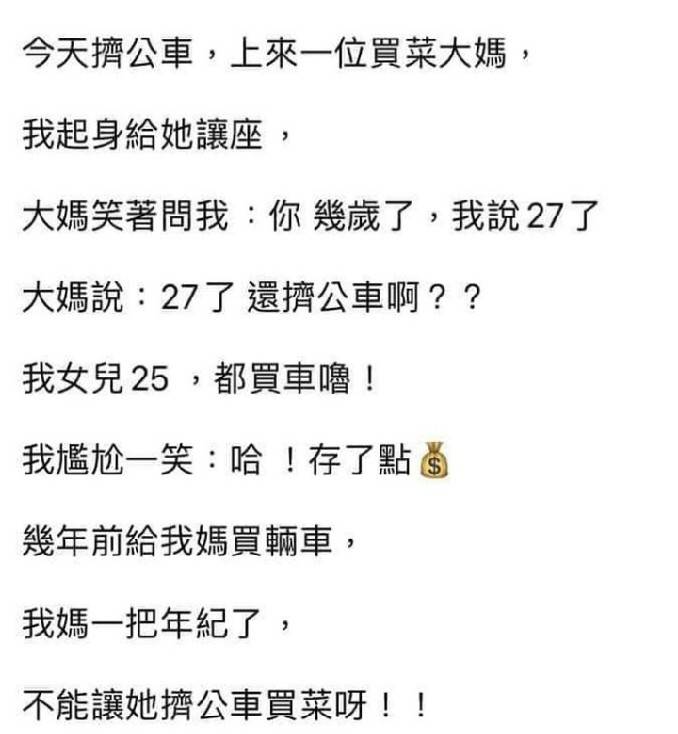 今天擠公車，上來一位買菜大媽，
我起身給她讓座，
大媽笑著問我：你 幾歲了，我說27了
大媽說：27了 還擠公車啊？？
我女兒25 ，都買車嚕！
我尷尬一笑：哈 ！存了點💰
幾年前給我媽買輛車，
我媽一把年紀了，
不能讓她擠公車買菜呀！！